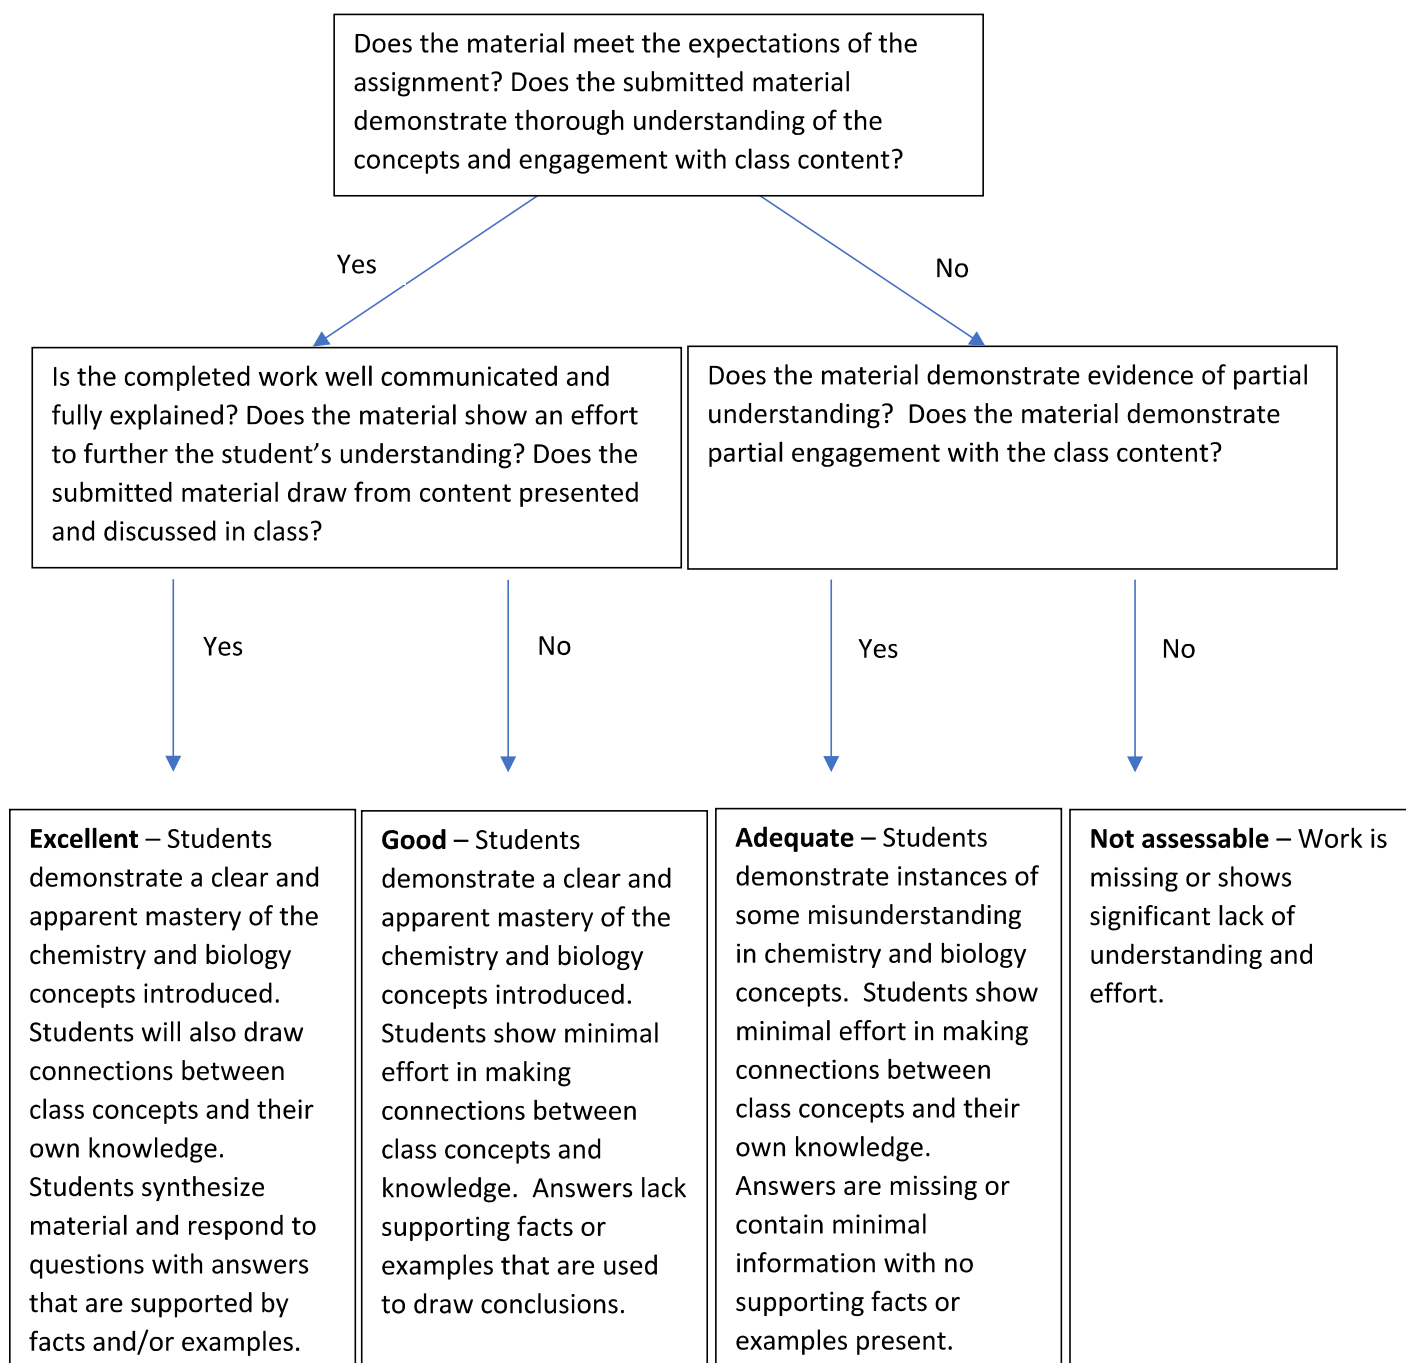 Does the material meet the expectations of the
assignment? Does the submitted material
demonstrate thorough understanding of the
concepts and engagement with class content?
Yes
No
Is the completed work well communicated and
fully explained? Does the material show an effort
to further the student’s understanding? Does the
submitted material draw from content presented
and discussed in class?
Does the material demonstrate evidence of partial
understanding?  Does the material demonstrate
partial engagement with the class content?
Yes
No
Yes
No
Excellent – Students
demonstrate a clear and
apparent mastery of the
chemistry and biology
concepts introduced.
Students will also draw
connections between
class concepts and their
own knowledge.
Students synthesize
material and respond to
questions with answers
that are supported by
facts and/or examples.
Good – Students
demonstrate a clear and
apparent mastery of the
chemistry and biology
concepts introduced.
Students show minimal
effort in making
connections between
class concepts and
knowledge.  Answers lack
supporting facts or
examples that are used
to draw conclusions.
Adequate – Students
demonstrate instances of
some misunderstanding
in chemistry and biology
concepts.  Students show
minimal effort in making
connections between
class concepts and their
own knowledge.
Answers are missing or
contain minimal
information with no
supporting facts or
examples present.
Not assessable – Work is
missing or shows
significant lack of
understanding and
effort.